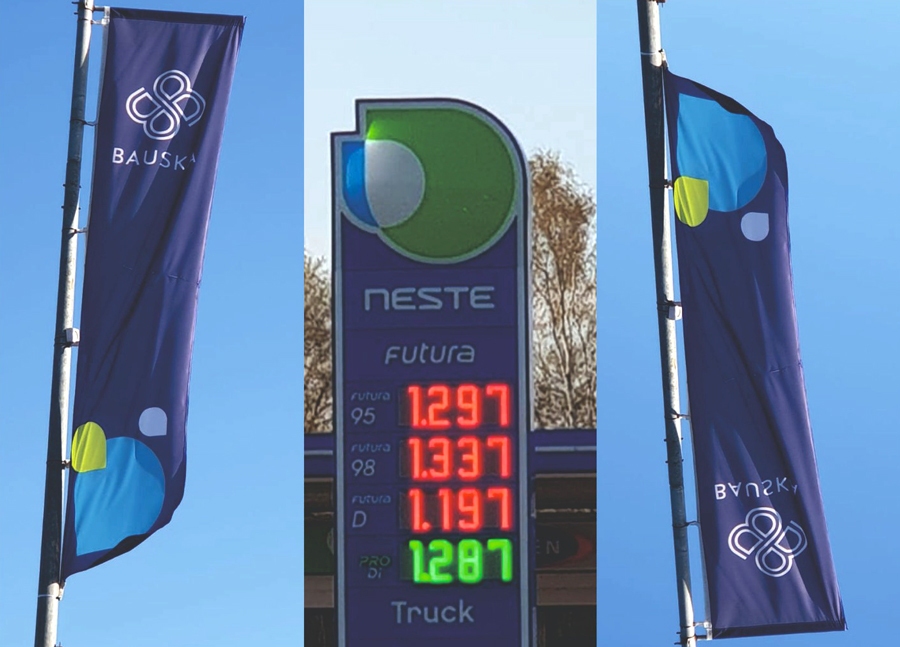 BAUSKA
NESTE
Futura
Futura 95 1.297
Futura 98 1.337
Futura D 1.197
PRO Di 1.287
Truck
BAUSKA